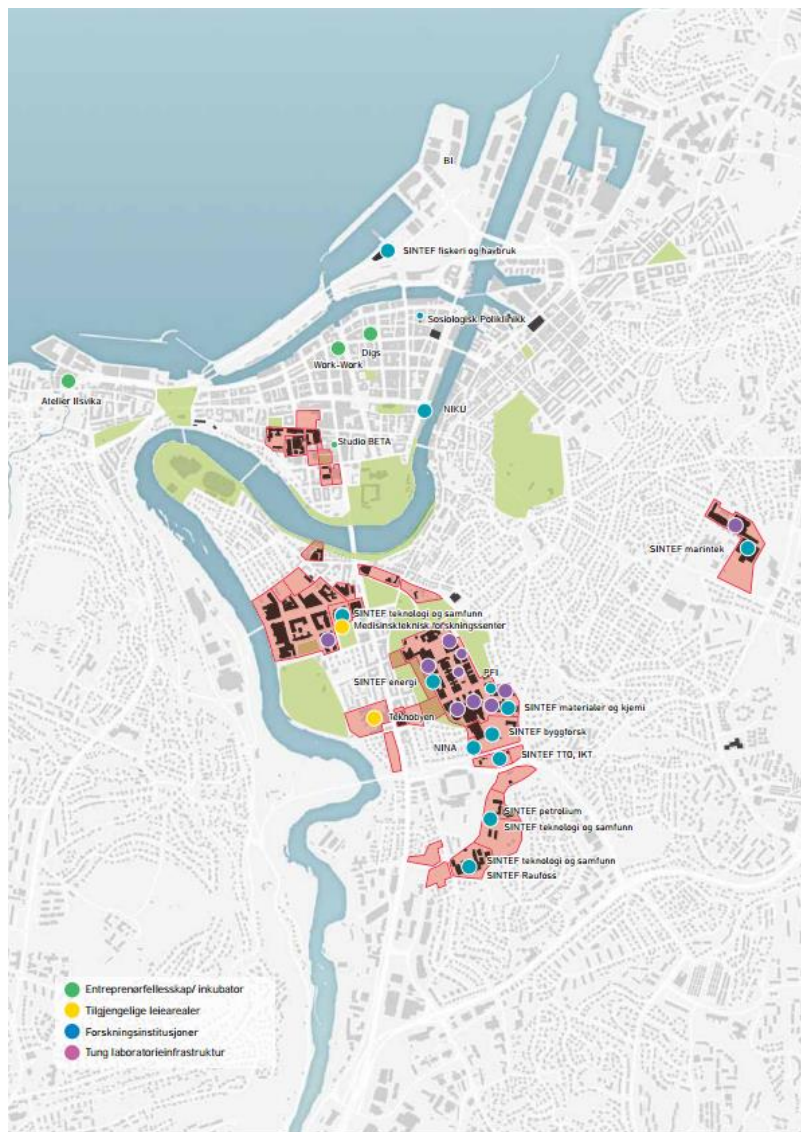 BI
SINTEF fiskeri og havbruk
Sosiologisk Poliklinikk
Digs
Work-Work
Atelier Ilsvika
NIKU
Studio BETA
SINTEF marintek
SINTEF teknologi og samfunn
Medisinskteknisk forskningssenter
PFI
SINTEF energi
SINTEF materialer og kjemi
Teknobyen
SINTEF byggforsk
NINA
SINTEF TTO, IKT
SINTEF petrolium
SINTEF teknologi og samfunn
SINTEF teknologi og samfunn
SINTEF Raufoss
Entreprenørfellesskap/ inkubator
Tilgjengelige leiearealer
Forskningsinstitusjoner
Tung laboratorieinfrastruktur